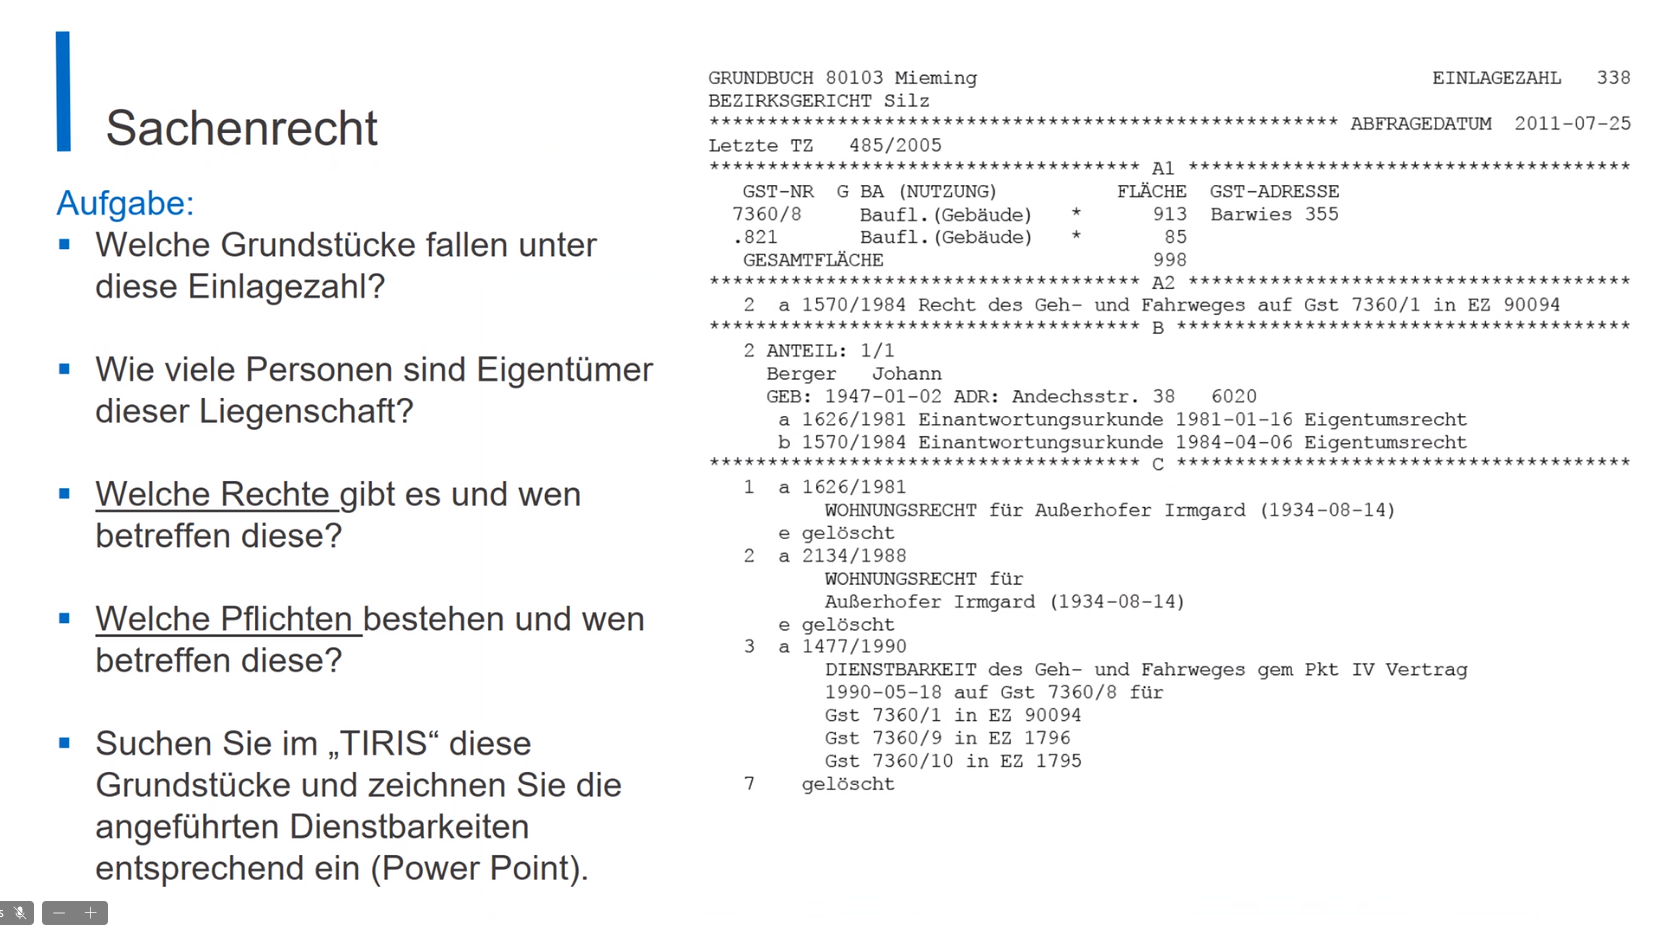 Sachenrecht
Aufgabe:
▪ Welche Grundstücke fallen unter
diese Einlagezahl?
▪ Wie viele Personen sind Eigentümer
dieser Liegenschaft?
▪ Welche Rechte gibt es und wen
betreffen diese?
▪ Welche Pflichten bestehen und wen
betreffen diese?
▪ Suchen Sie im „TIRIS“ diese
Grundstücke und zeichnen Sie die
angeführten Dienstbarkeiten
entsprechend ein (Power Point).
GRUNDBUCH 80103 Mieming EINLAGEZAHL 338
BEZIRKSGERICHT Silz
****************************************************** ABFRAGEDATUM 2011-07-25
Letzte TZ 485/2005
************************************* A1 **************************************
GST-NR G BA (NUTZUNG) FLÄCHE GST-ADRESSE
7360/8 Baufl.(Gebäude) * 913 Barwies 355
.821 Baufl.(Gebäude) * 85
GESAMTFLÄCHE 998
************************************* A2 **************************************
2 a 1570/1984 Recht des Geh- und Fahrweges auf Gst 7360/1 in EZ 90094
************************************* B ***************************************
2 ANTEIL: 1/1
Berger Johann
GEB: 1947-01-02 ADR: Andechsstr. 38 6020
a 1626/1981 Einantwortungsurkunde 1981-01-16 Eigentumsrecht
b 1570/1984 Einantwortungsurkunde 1984-04-06 Eigentumsrecht
************************************* C ***************************************
1 a 1626/1981
WOHNUNGSRECHT für Außerhofer Irmgard (1934-08-14)
e gelöscht
2 a 2134/1988
WOHNUNGSRECHT für
Außerhofer Irmgard (1934-08-14)
e gelöscht
3 a 1477/1990
DIENSTBARKEIT des Geh- und Fahrweges gem Pkt IV Vertrag
1990-05-18 auf Gst 7360/8 für
Gst 7360/1 in EZ 90094
Gst 7360/9 in EZ 1796
Gst 7360/10 in EZ 1795
7 gelöscht